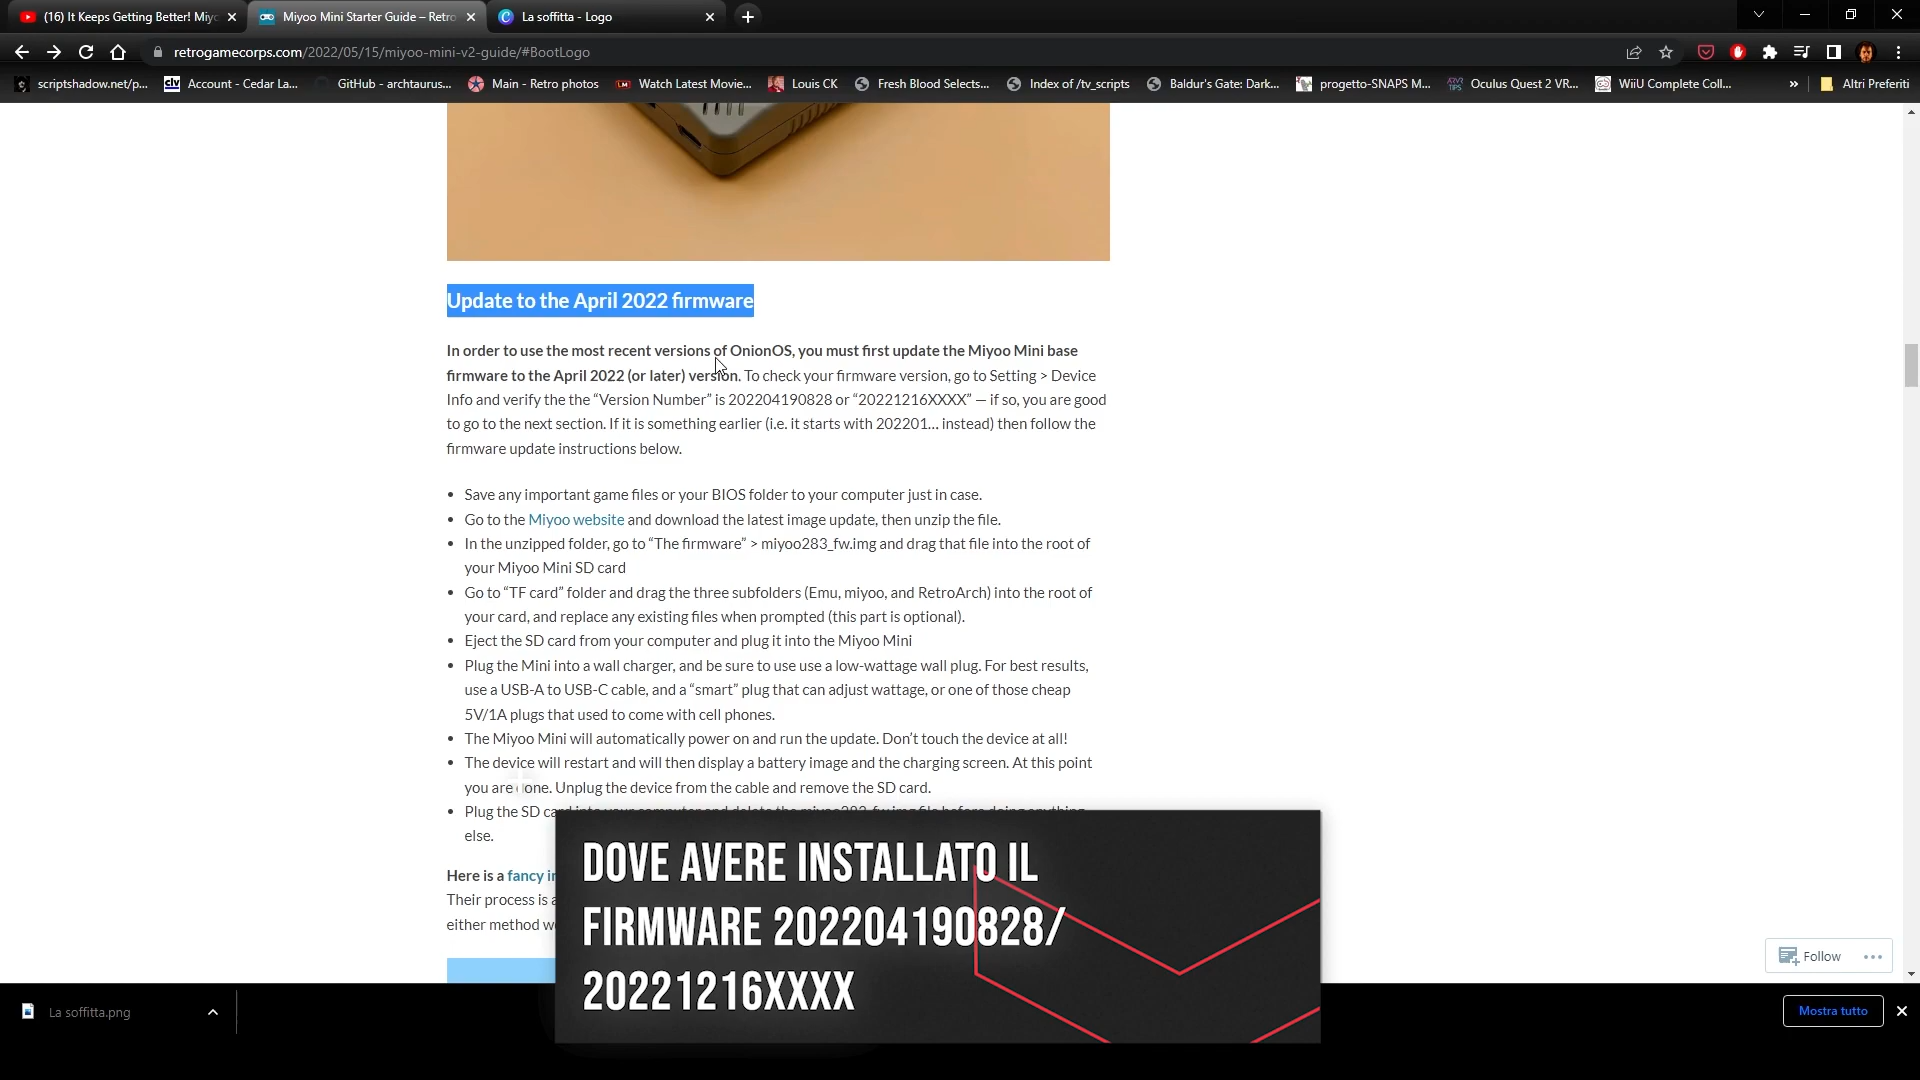 (16) It Keeps Getting Better! Miyo
Miyoo Mini Starter Guide – Retro
La soffitta - Logo
retrogamecorps.com/2022/05/15/miyoo-mini-v2-guide/#BootLogo
scriptshadow.net/p...
Account - Cedar La...
GitHub - archtaurus...
Main - Retro photos
Watch Latest Movie...
Louis CK
Fresh Blood Selects...
Index of /tv_scripts
Baldur's Gate: Dark...
progetto-SNAPS M...
Oculus Quest 2 VR...
WiiU Complete Coll...
»
Altri Preferiti
Update to the April 2022 firmware
In order to use the most recent versions of OnionOS, you must first update the Miyoo Mini base
firmware to the April 2022 (or later) version. To check your firmware version, go to Setting > Device
Info and verify the the “Version Number” is 202204190828 or “20221216XXXX” — if so, you are good
to go to the next section. If it is something earlier (i.e. it starts with 202201… instead) then follow the
firmware update instructions below.
• Save any important game files or your BIOS folder to your computer just in case.
• Go to the Miyoo website and download the latest image update, then unzip the file.
• In the unzipped folder, go to “The firmware” > miyoo283_fw.img and drag that file into the root of
your Miyoo Mini SD card
• Go to “TF card” folder and drag the three subfolders (Emu, miyoo, and RetroArch) into the root of
your card, and replace any existing files when prompted (this part is optional).
• Eject the SD card from your computer and plug it into the Miyoo Mini
• Plug the Mini into a wall charger, and be sure to use use a low-wattage wall plug. For best results,
use a USB-A to USB-C cable, and a “smart” plug that can adjust wattage, or one of those cheap
5V/1A plugs that used to come with cell phones.
• The Miyoo Mini will automatically power on and run the update. Don’t touch the device at all!
• The device will restart and will then display a battery image and the charging screen. At this point
you are done. Unplug the device from the cable and remove the SD card.
• Plug the SD card into your computer and delete the miyoo283_fw.img file before doing anything
else.
Here is a fancy in
Their process is a
either method w
DOVE AVERE INSTALLATO IL
FIRMWARE 202204190828/
20221216XXXX
Follow
La soffitta.png
Mostra tutto